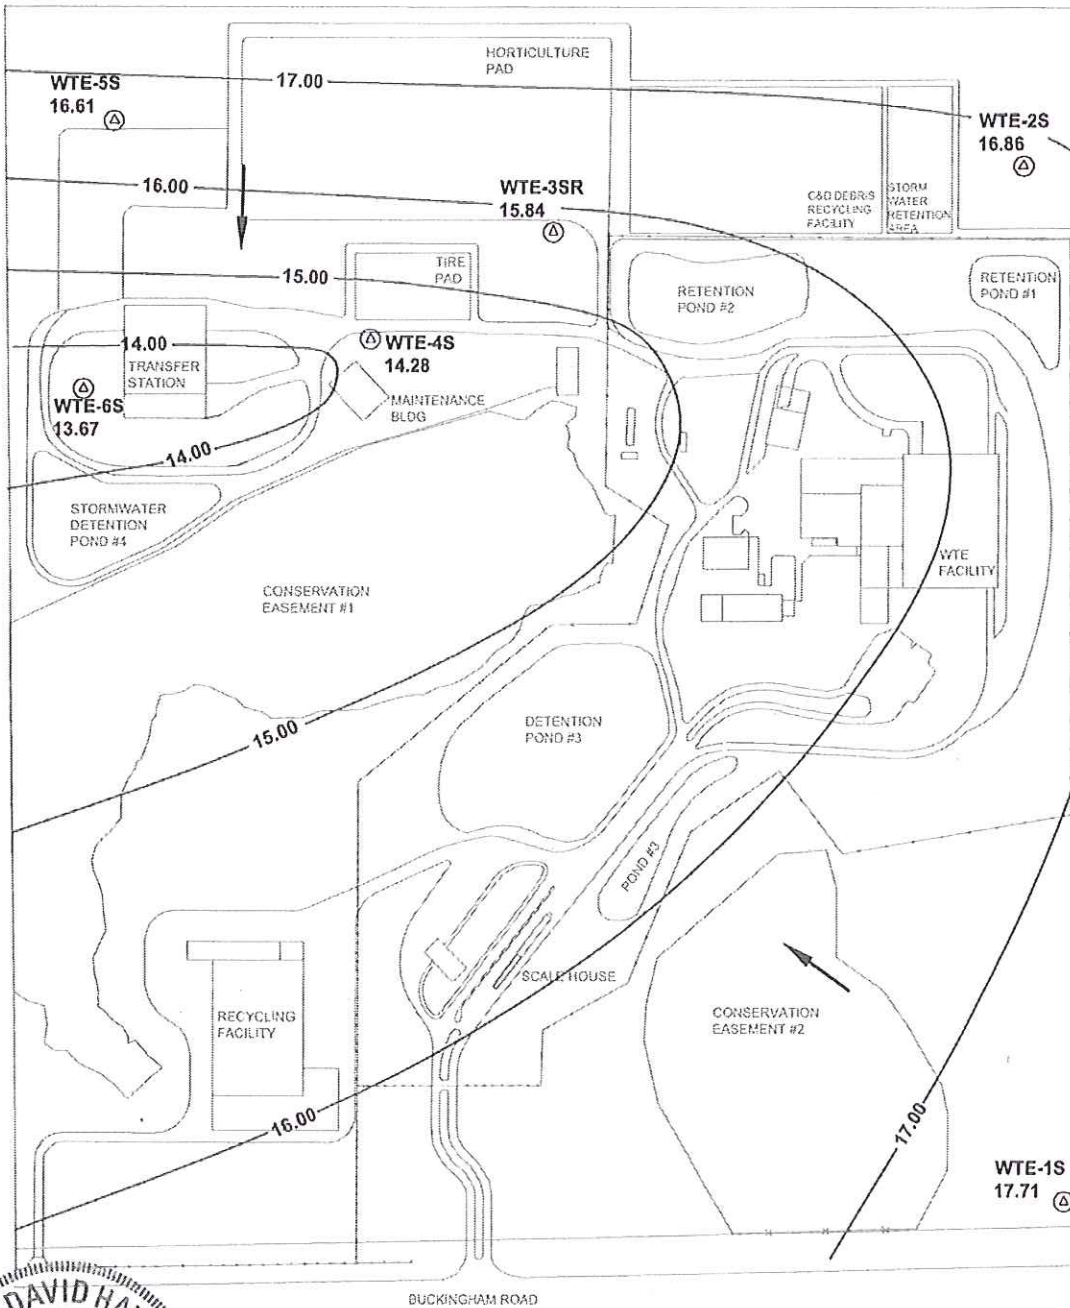 HORTICULTURE
PAD
WTE-5S
16.61
17.00
WTE-2S
16.86
16.00
WTE-3SR
15.84
C&D DEBRIS
RECYCLING
FACILITY
STORM
WATER
RETENTION
AREA
TIRE
PAD
15.00
RETENTION
POND #2
RETENTION
POND #1
14.00
TRANSFER
STATION
WTE-4S
14.28
WTE-6S
13.67
MAINTENANCE
BLDG
14.00
STORMWATER
DETENTION
POND #4
WTE
FACILITY
CONSERVATION
EASEMENT #1
15.00
DETENTION
POND #3
POND #3
SCALE HOUSE
RECYCLING
FACILITY
CONSERVATION
EASEMENT #2
16.00
17.00
WTE-1S
17.71
DAVID
BUCKINGHAM ROAD